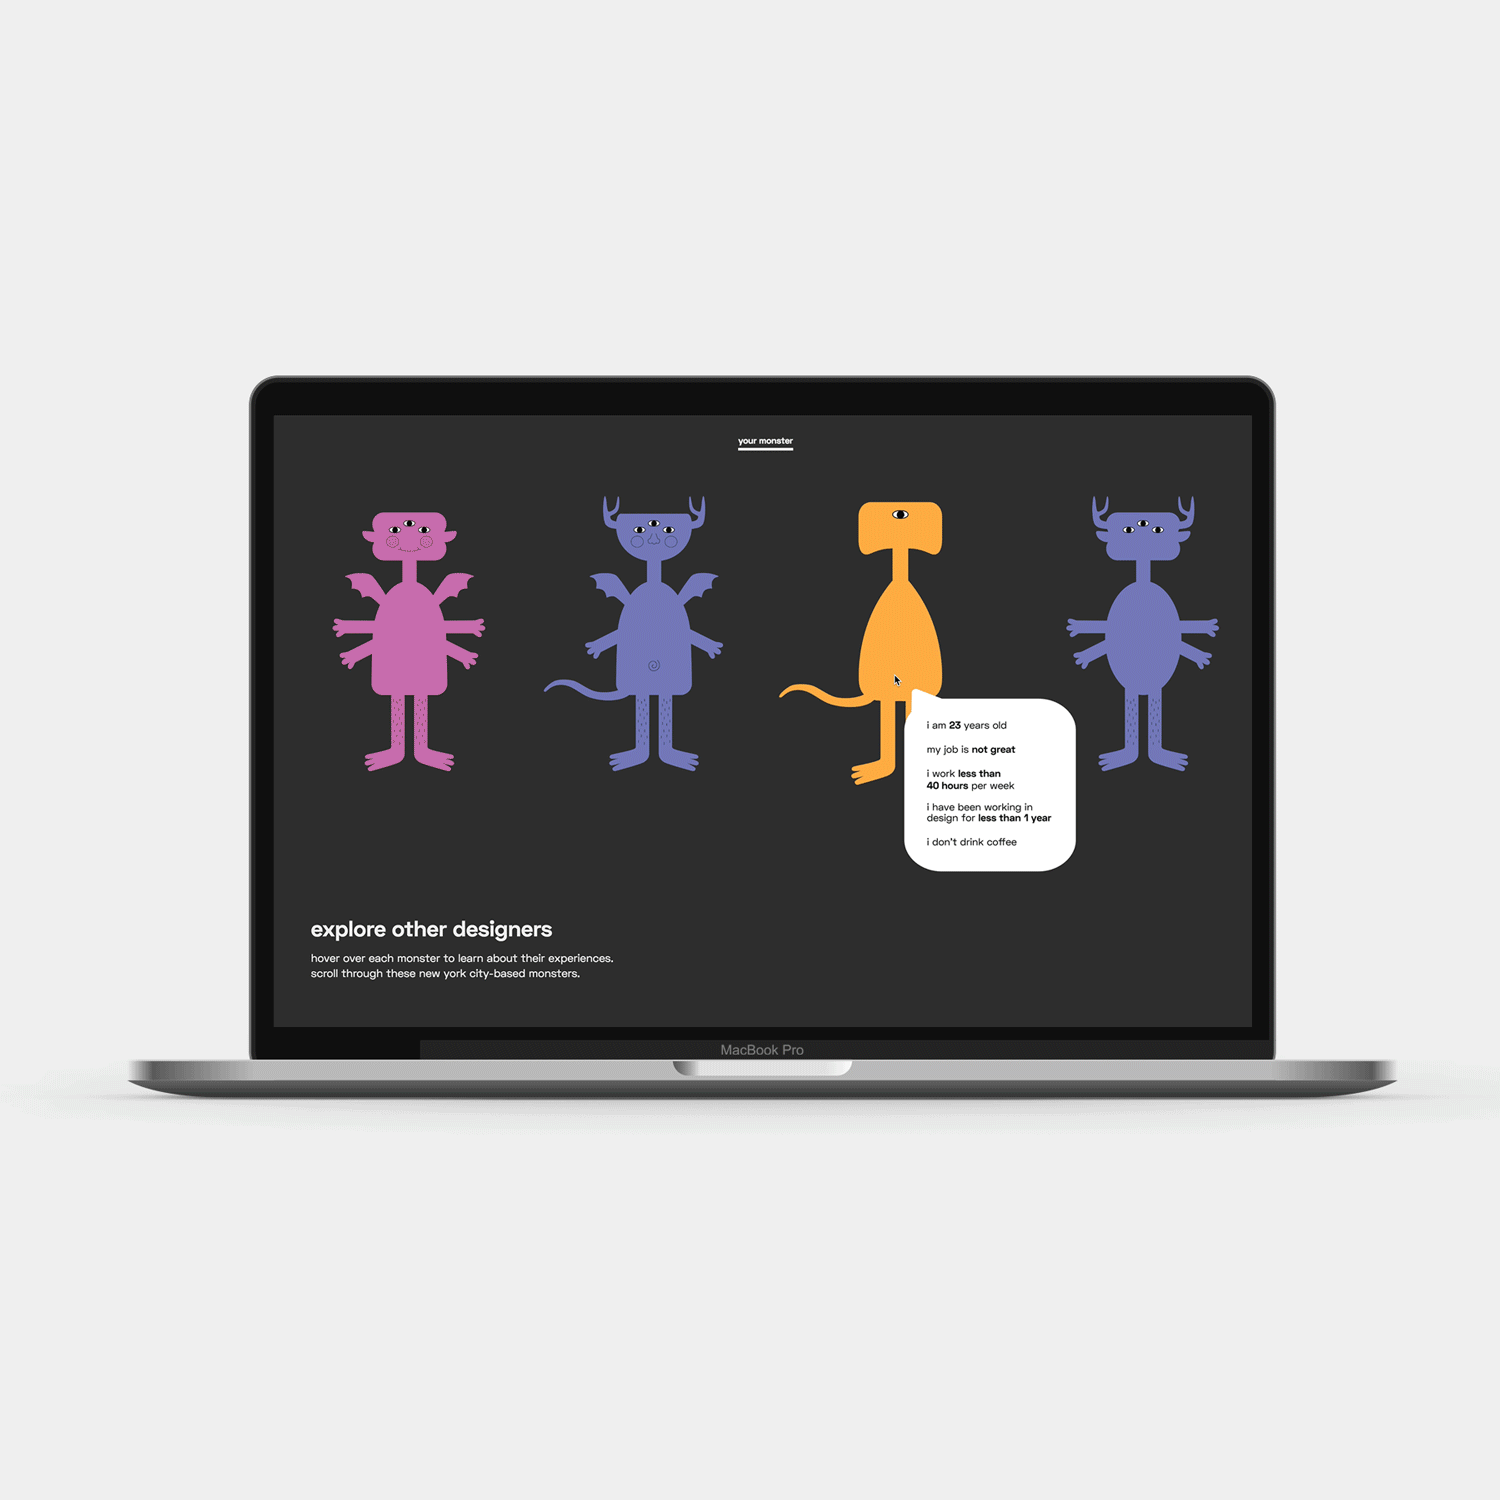 your monster
i am 23 years old
my job is not great
i work less than
40 hours per week
i have been working in
design for less than 1 year
i don't drink coffee
explore other designers
hover over each monster to learn about their experiences.
scroll through these new york city-based monsters.
MacBook Pro